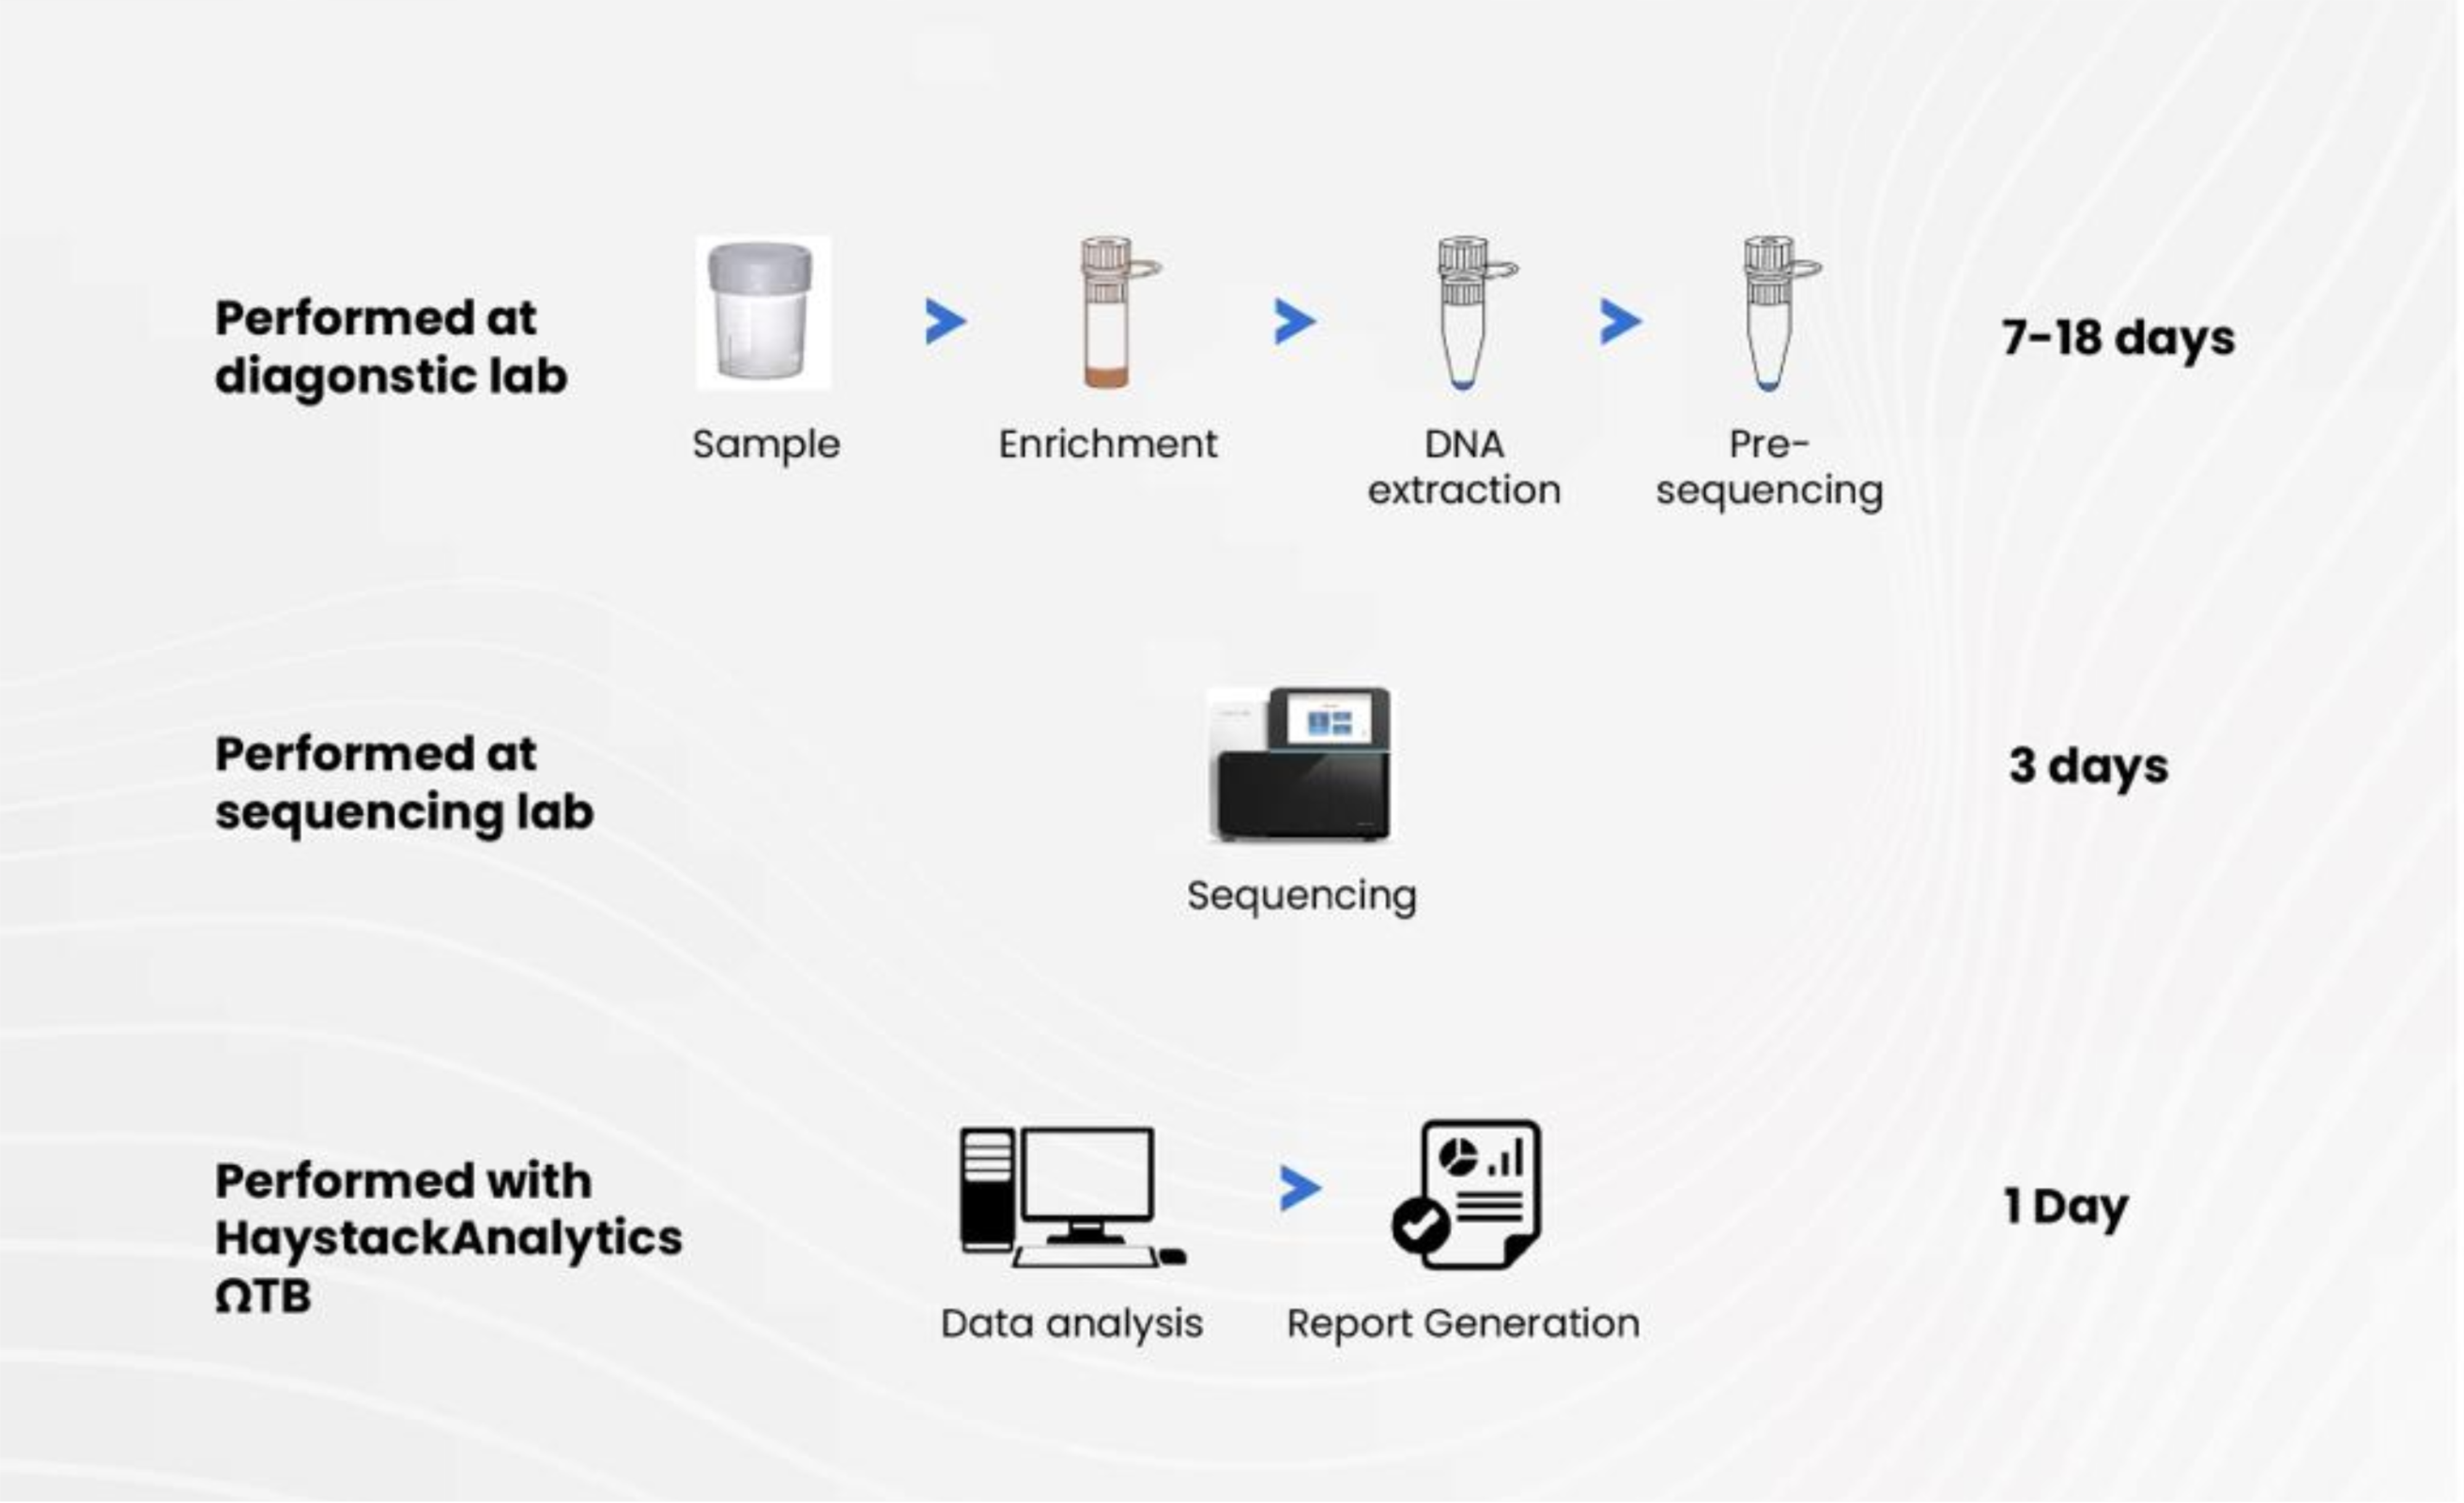 Performed at
diagonstic lab
Sample
Enrichment
DNA
extraction
Pre-
sequencing
7-18 days
Performed at
sequencing lab
Sequencing
3 days
Performed with
HaystackAnalytics
ΩTB
Data analysis
Report Generation
1 Day